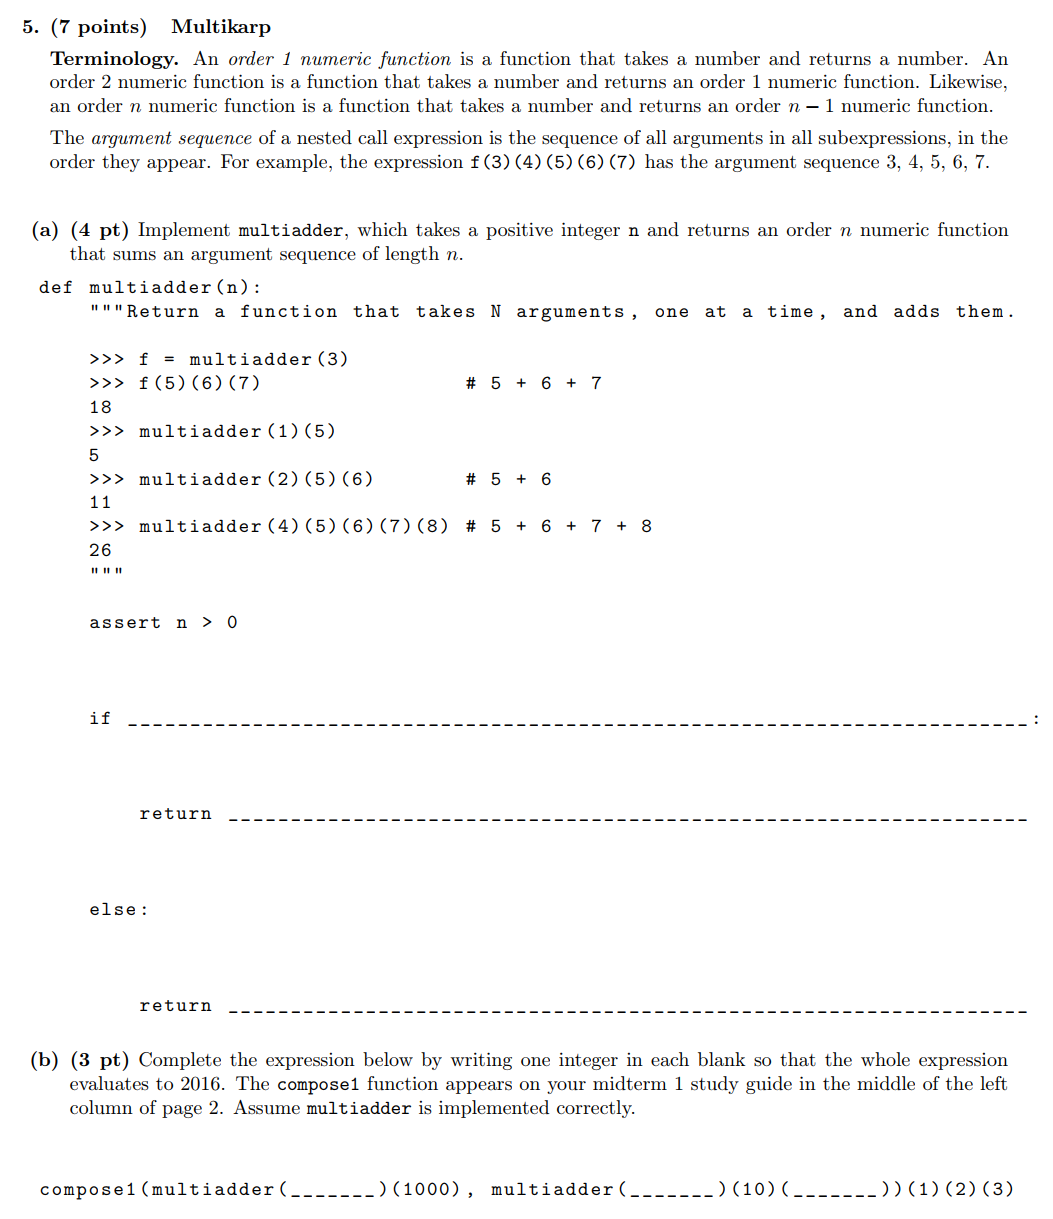 5. (7 points) Multikarp
Terminology. An order 1 numeric function is a function that takes a number and returns a number. An
order 2 numeric function is a function that takes a number and returns an order 1 numeric function. Likewise,
an order n numeric function is a function that takes a number and returns an order n − 1 numeric function.
The argument sequence of a nested call expression is the sequence of all arguments in all subexpressions, in the
order they appear. For example, the expression f(3)(4)(5)(6)(7) has the argument sequence 3, 4, 5, 6, 7.
(a) (4 pt) Implement multiadder, which takes a positive integer n and returns an order n numeric function
that sums an argument sequence of length n.
def multiadder(n):
"""Return a function that takes N arguments, one at a time, and adds them.
>>> f = multiadder(3)
>>> f(5)(6)(7) # 5 + 6 + 7
18
>>> multiadder(1)(5)
5
>>> multiadder(2)(5)(6) # 5 + 6
11
>>> multiadder(4)(5)(6)(7)(8) # 5 + 6 + 7 + 8
26
"""
assert n > 0
if ________________________________________________________________________:
return ________________________________________________________________
else:
return ________________________________________________________________
(b) (3 pt) Complete the expression below by writing one integer in each blank so that the whole expression
evaluates to 2016. The compose1 function appears on your midterm 1 study guide in the middle of the left
column of page 2. Assume multiadder is implemented correctly.
compose1(multiadder(_______)(1000), multiadder(_______)(10)(_______))(1)(2)(3)